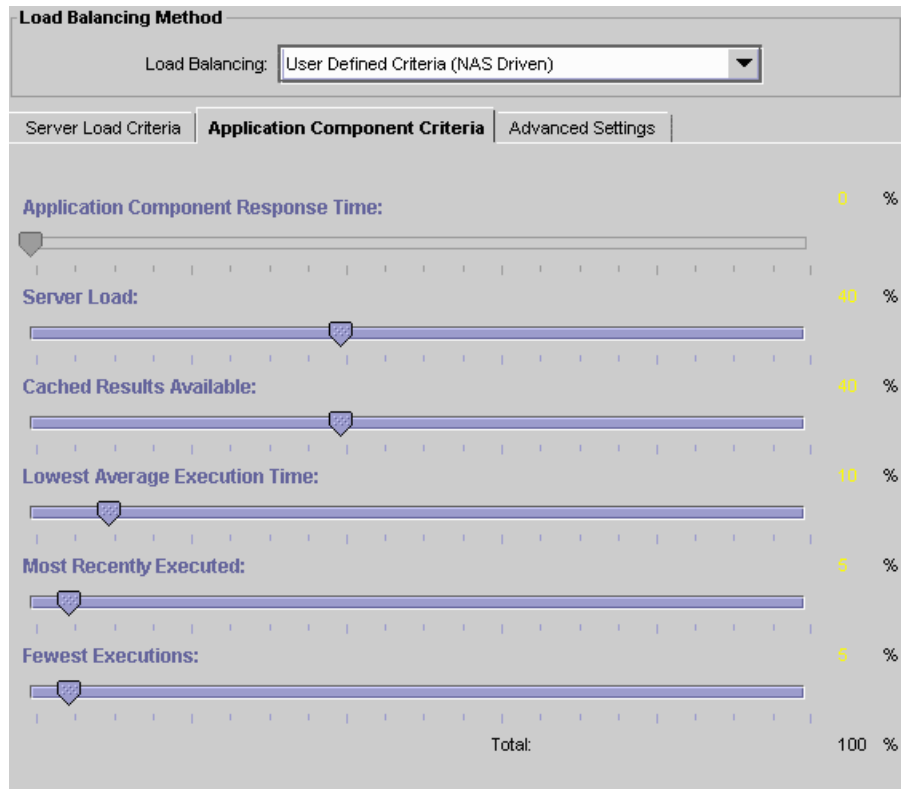 Load Balancing Method
Load Balancing: User Defined Criteria (NAS Driven)
Server Load Criteria Application Component Criteria Advanced Settings
Application Component Response Time: 0 %
Server Load: 40 %
Cached Results Available: 40 %
Lowest Average Execution Time: 10 %
Most Recently Executed: 5 %
Fewest Executions: 5 %
Total: 100 %